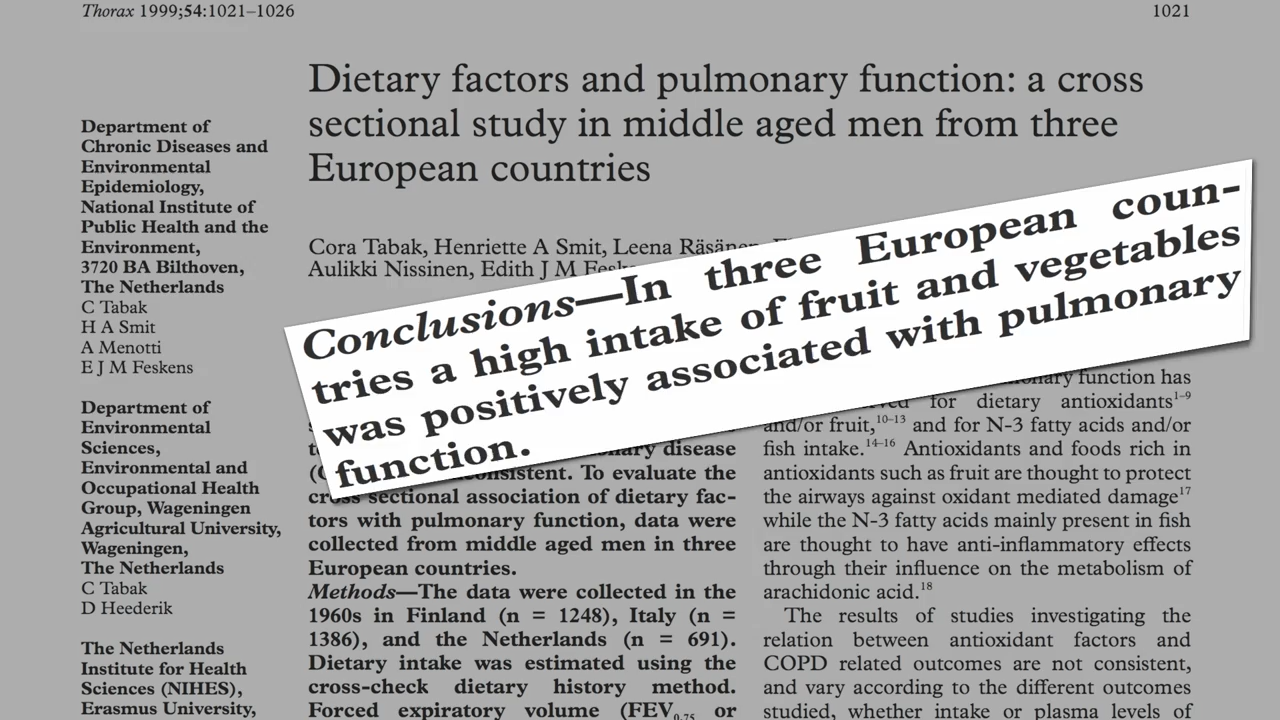 Thorax 1999;54:1021–1026
1021
Dietary factors and pulmonary function: a cross
sectional study in middle aged men from three
European countries
Cora Tabak, Henriette A Smit, Leena Räsänen,
Aulikki Nissinen, Edith J M
Conclusions—In three European coun-
tries a high intake of fruit and vegetables
was positively associated with pulmonary
function.
Department of
Chronic Diseases and
Environmental
Epidemiology,
National Institute of
Public Health and the
Environment,
3720 BA Bilthoven,
The Netherlands
C Tabak
H A Smit
A Menotti
E J M Feskens
Department of
Environmental
Sciences,
Environmental and
Occupational Health
Group, Wageningen
Agricultural University,
Wageningen,
The Netherlands
C Tabak
D Heederik
The Netherlands
Institute for Health
Sciences (NIHES),
Erasmus University,
disease
To evaluate the
cross sectional association of dietary fac-
tors with pulmonary function, data were
collected from middle aged men in three
European countries.
Methods—The data were collected in the
1960s in Finland (n = 1248), Italy (n =
1386), and the Netherlands (n = 691).
Dietary intake was estimated using the
cross-check dietary history method.
Forced expiratory volume (FEV0.75 or
function has
for dietary antioxidants1–9
and/or fruit,10–13 and for N-3 fatty acids and/or
fish intake.14–16 Antioxidants and foods rich in
antioxidants such as fruit are thought to protect
the airways against oxidant mediated damage17
while the N-3 fatty acids mainly present in fish
are thought to have anti-inflammatory effects
through their influence on the metabolism of
arachidonic acid.18
The results of studies investigating the
relation between antioxidant factors and
COPD related outcomes are not consistent,
and vary according to the different outcomes
studied, whether intake or plasma levels of